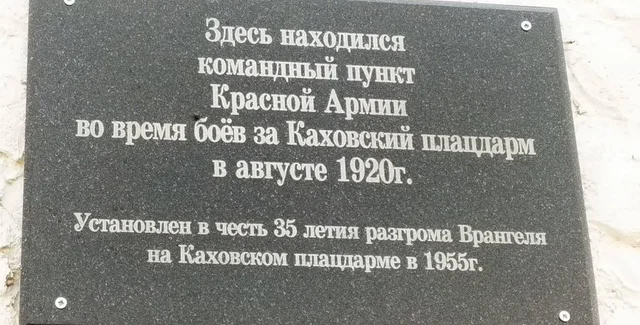 Здесь находился
командный пункт
Красной Армии
во время боёв за Каховский плацдарм
в августе 1920г.
Установлен в честь 35 летия разгрома Врангеля
на Каховском плацдарме в 1955г.